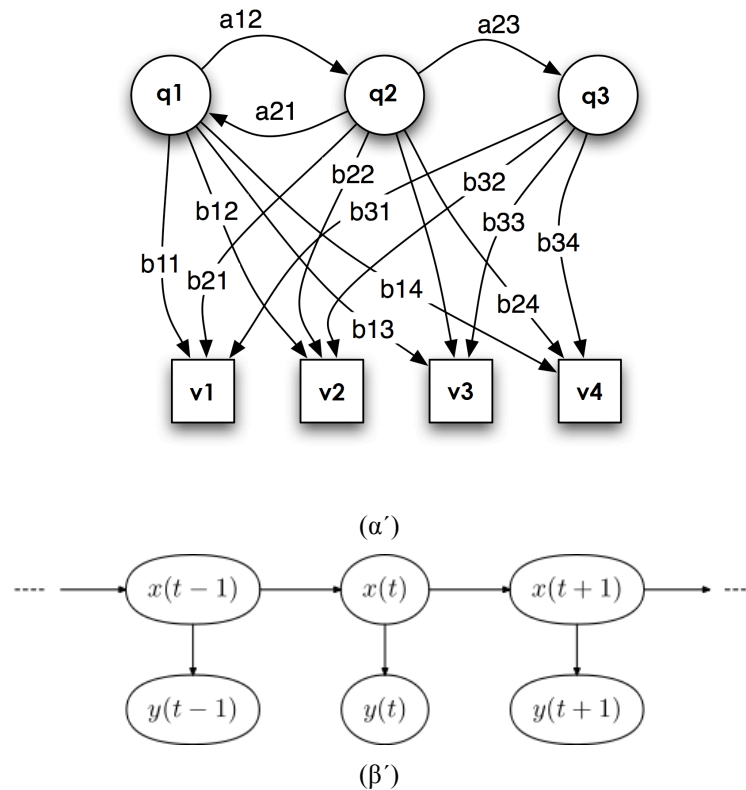 a12 a23
q1 q2 q3
a21
b22 b32
b12 b31
b33
b34
b11 b21
b14
b24
b13
v1 v2 v3 v4
(α´)
---- x(t − 1) x(t) x(t + 1) ---
y(t − 1) y(t) y(t + 1)
(β´)